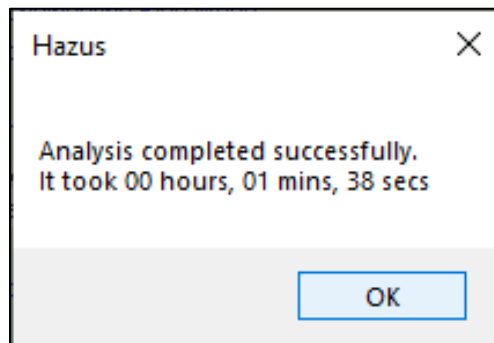 Hazus
Analysis completed successfully.
It took 00 hours, 01 mins, 38 secs
OK